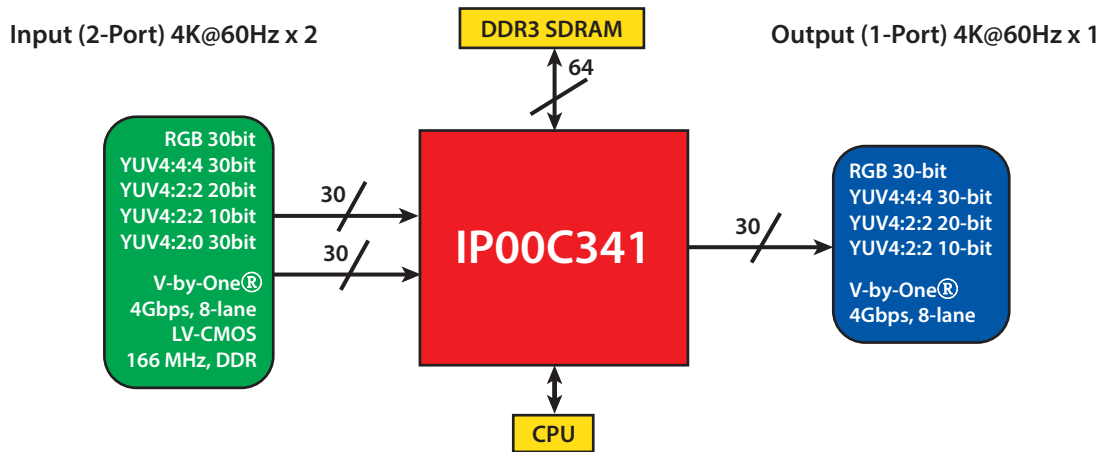 Input (2-Port) 4K@60Hz x 2
DDR3 SDRAM
Output (1-Port) 4K@60Hz x 1
64
RGB 30bit
YUV4:4:4 30bit
YUV4:2:2 20bit
YUV4:2:2 10bit
YUV4:2:0 30bit
V-by-One®
4Gbps, 8-lane
LV-CMOS
166 MHz, DDR
30
30
IP00C341
30
RGB 30-bit
YUV4:4:4 30-bit
YUV4:2:2 20-bit
YUV4:2:2 10-bit
V-by-One®
4Gbps, 8-lane
CPU